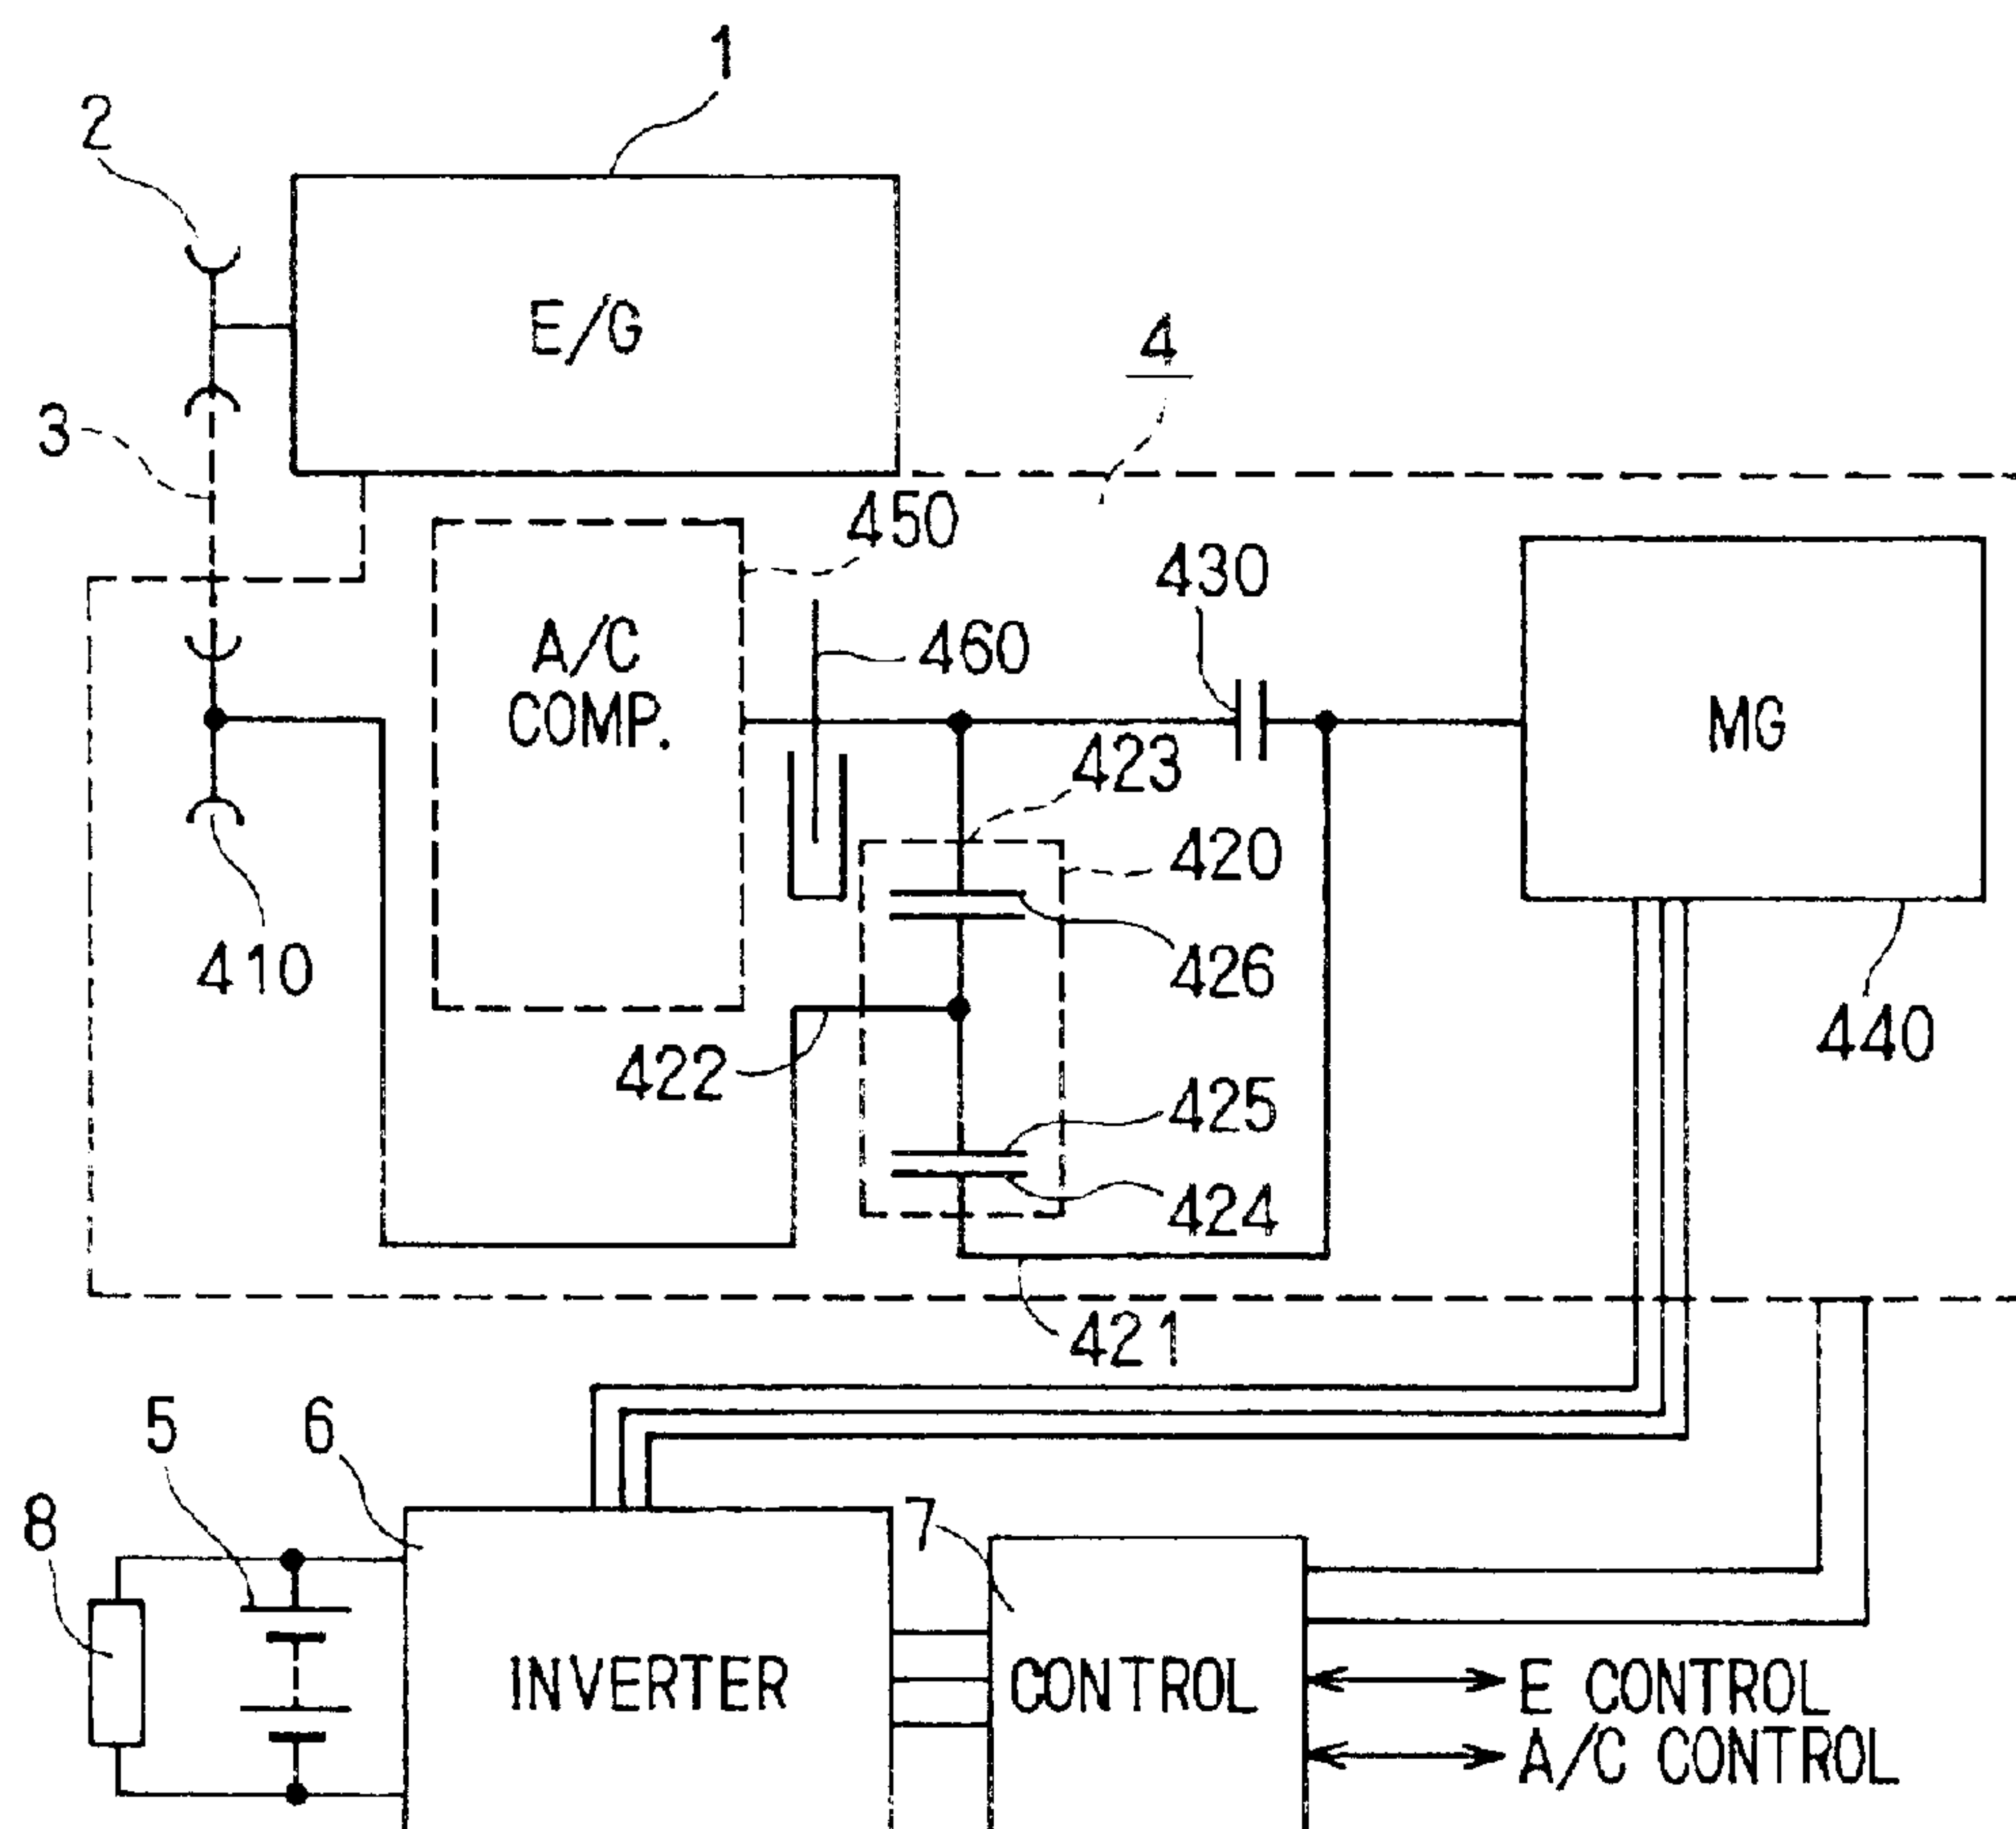 1
2
E/G
4
3
450
430
A/C
COMP.
460
MG
423
420
410
426
440
422
425
424
421
5
6
8
7
INVERTER
CONTROL
E CONTROL
A/C CONTROL